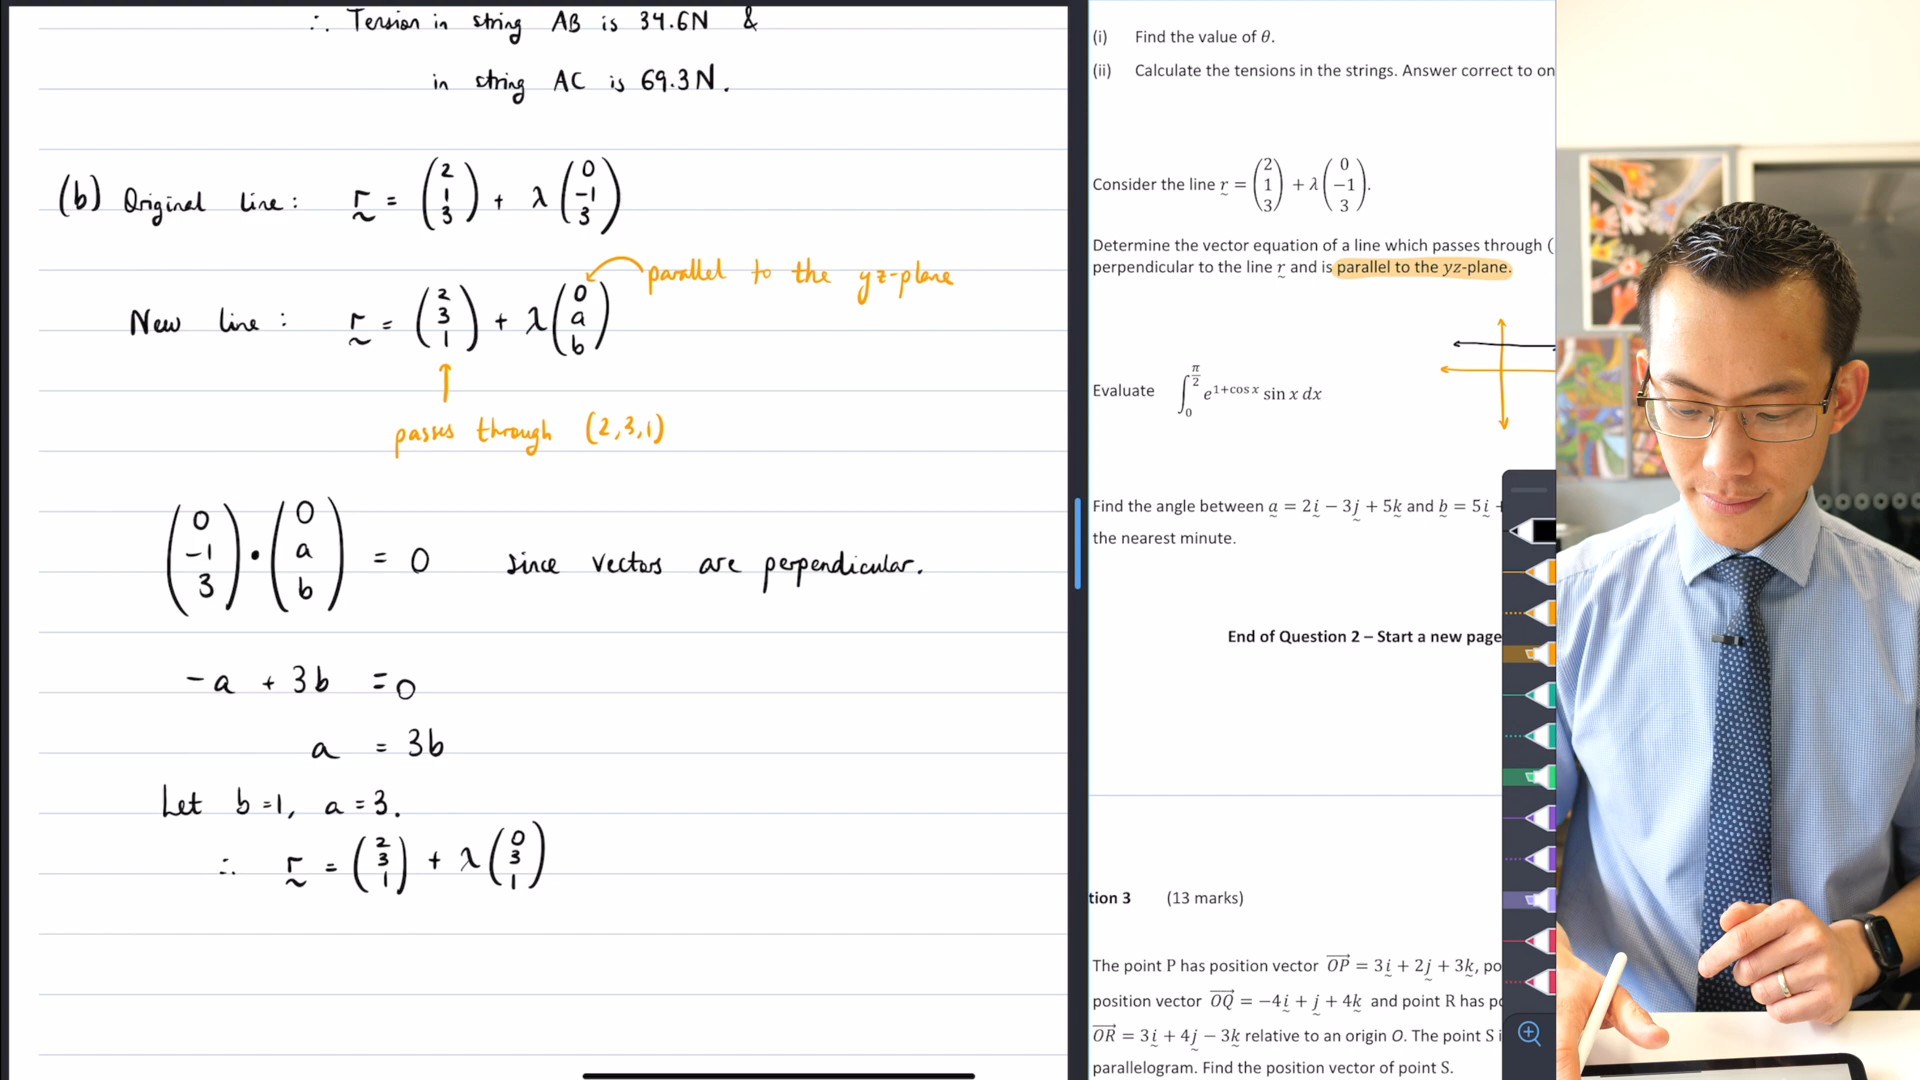 ∴ Tension in string AB is 34.6N &
in string AC is 69.3N.
(b) Original line: r = (2 1 3) + λ (0 -1 3)
parallel to the yz-plane
New line: r = (2 3 1) + λ (0 a b)
passes through (2,3,1)
(0 -1 3) · (0 a b) = 0 since vectors are perpendicular.
-a + 3b = 0
a = 3b
Let b=1, a=3.
∴ r = (2 3 1) + λ (0 3 1)
(i) Find the value of θ.
(ii) Calculate the tensions in the strings. Answer correct to on
Consider the line r = (2 1 3) + λ (0 −1 3).
Determine the vector equation of a line which passes through (
perpendicular to the line r and is parallel to the yz-plane.
Evaluate ∫₀^(π/2) e^(1+cos x) sin x dx
Find the angle between a = 2i − 3j + 5k and b = 5i +
the nearest minute.
End of Question 2 – Start a new page
tion 3 (13 marks)
The point P has position vector OP = 3i + 2j + 3k, po
position vector OQ = −4i + j + 4k and point R has po
OR = 3i + 4j − 3k relative to an origin O. The point S i
parallelogram. Find the position vector of point S.